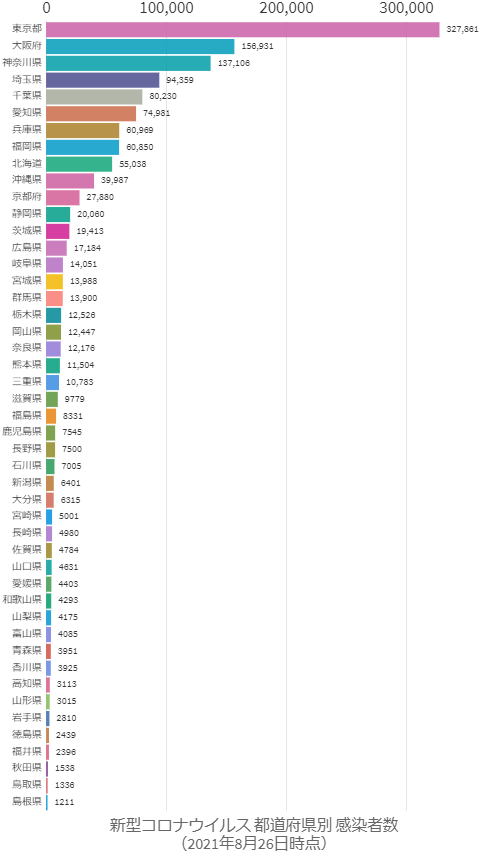 0 100,000 200,000 300,000
東京都 327,861
大阪府 156,931
神奈川県 137,106
埼玉県 94,359
千葉県 80,230
愛知県 74,981
兵庫県 60,969
福岡県 60,850
北海道 55,038
沖縄県 39,987
京都府 27,880
静岡県 20,060
茨城県 19,413
広島県 17,184
岐阜県 14,051
宮城県 13,988
群馬県 13,900
栃木県 12,526
岡山県 12,447
奈良県 12,176
熊本県 11,504
三重県 10,783
滋賀県 9779
福島県 8331
鹿児島県 7545
長野県 7500
石川県 7005
新潟県 6401
大分県 6315
宮崎県 5001
長崎県 4980
佐賀県 4784
山口県 4631
愛媛県 4403
和歌山県 4293
山梨県 4175
富山県 4085
青森県 3951
香川県 3925
高知県 3113
山形県 3015
岩手県 2810
徳島県 2439
福井県 2396
秋田県 1538
鳥取県 1336
島根県 1211
新型コロナウイルス 都道府県別 感染者数
（2021年8月26日時点）